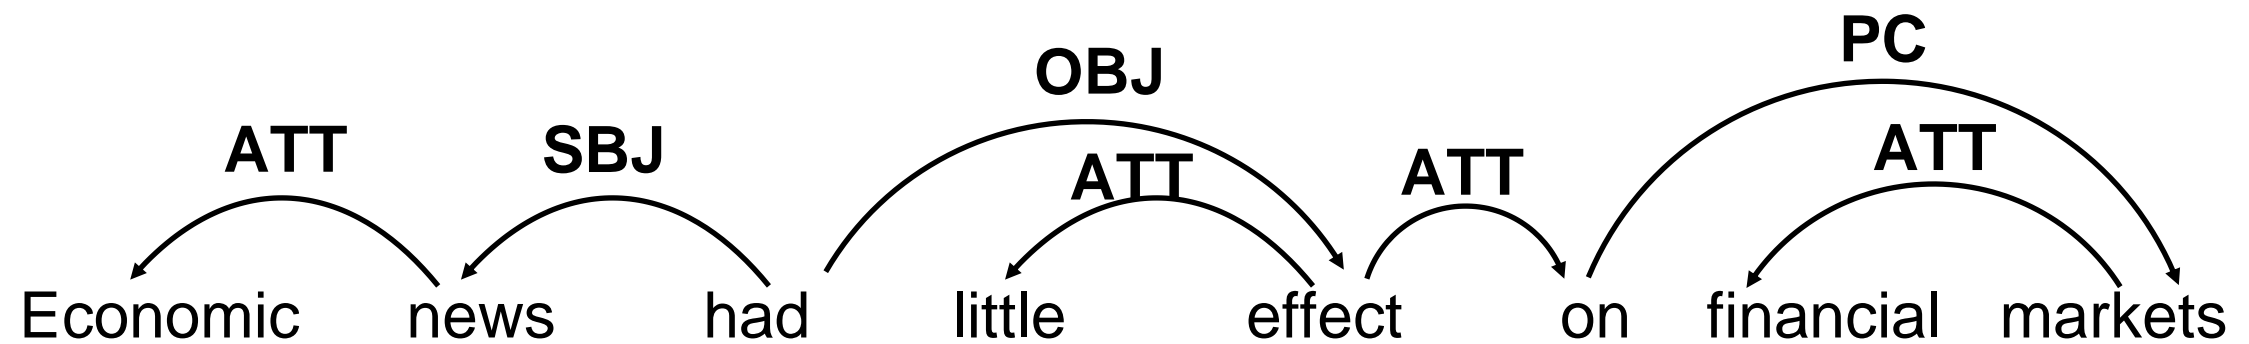 PC
OBJ
ATT SBJ ATT ATT ATT
Economic news had little effect on financial markets